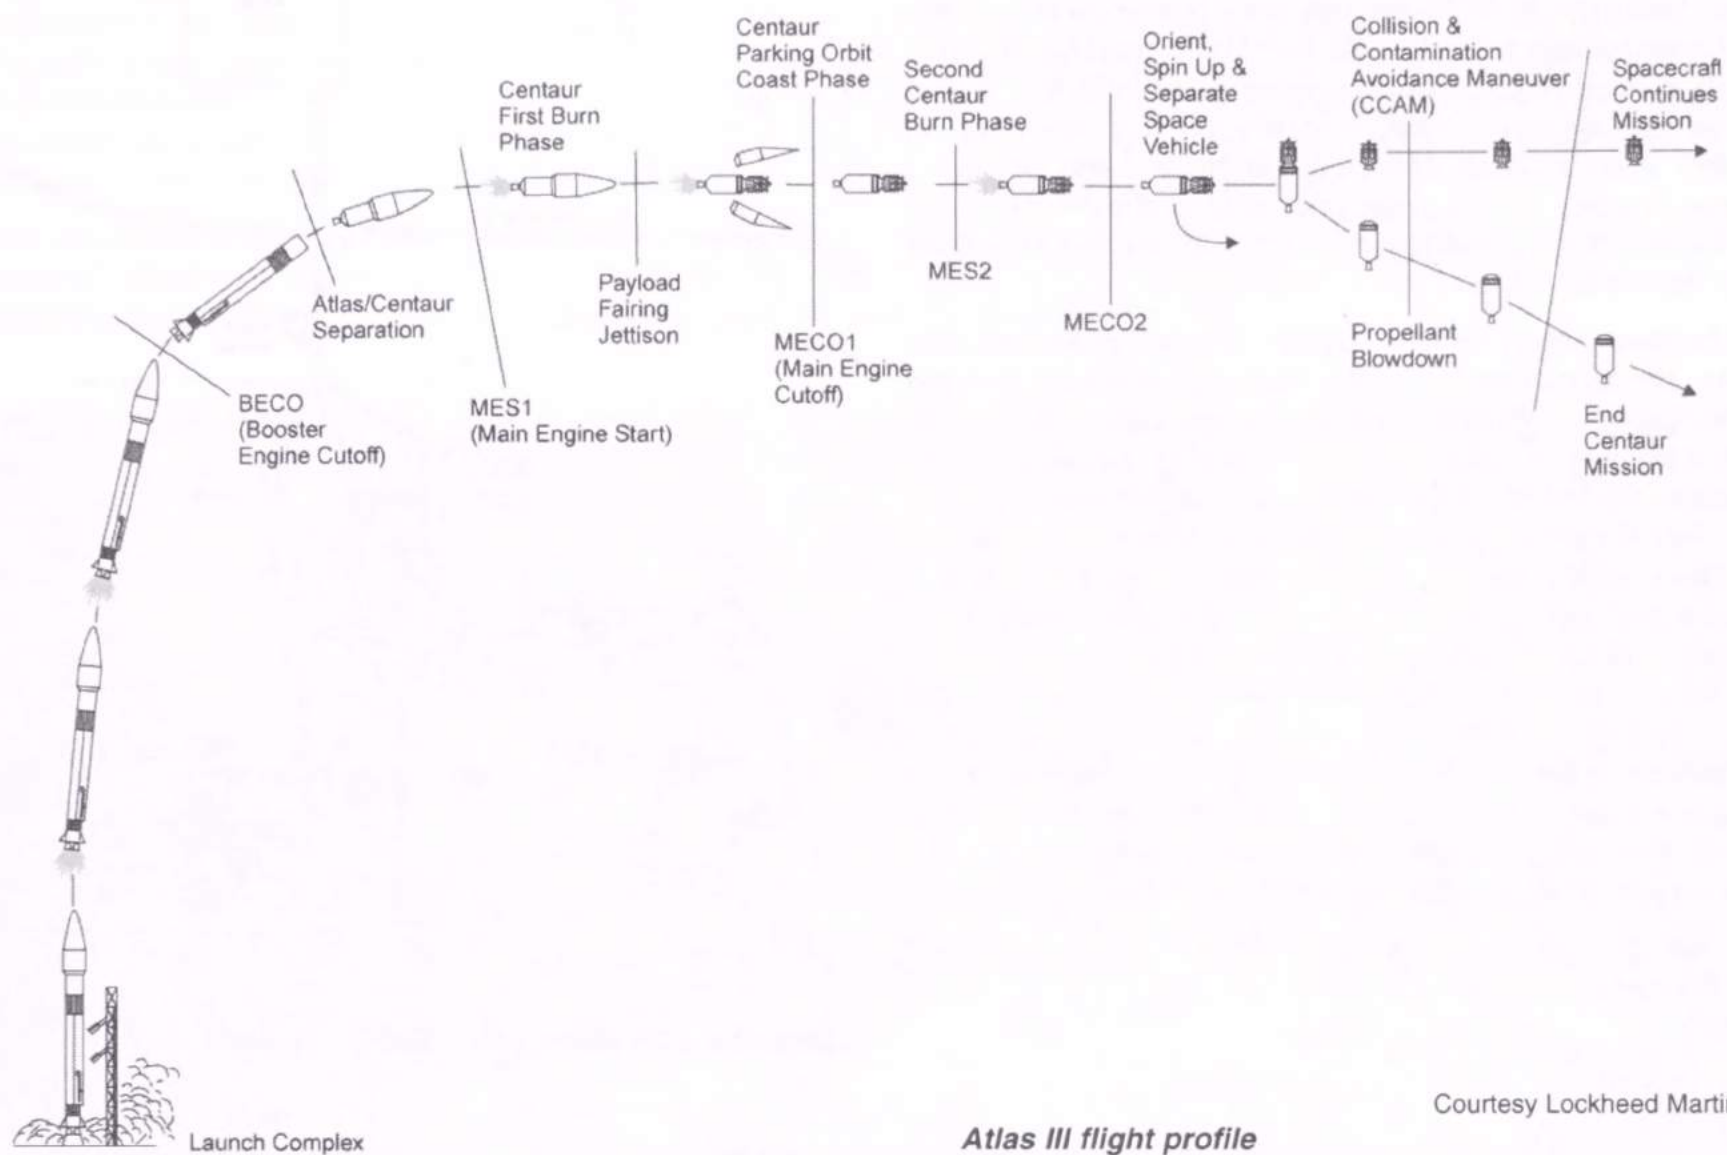 Centaur
Parking Orbit
Coast Phase
Centaur
First Burn
Phase
Second
Centaur
Burn Phase
Orient,
Spin Up &
Separate
Space
Vehicle
Collision &
Contamination
Avoidance Maneuver
(CCAM)
Spacecraft
Continues
Mission
Atlas/Centaur
Separation
Payload
Fairing
Jettison
MES2
MECO2
MECO1
(Main Engine
Cutoff)
Propellant
Blowdown
BECO
(Booster
Engine Cutoff)
MES1
(Main Engine Start)
End
Centaur
Mission
Launch Complex
Courtesy Lockheed Martin
Atlas III flight profile